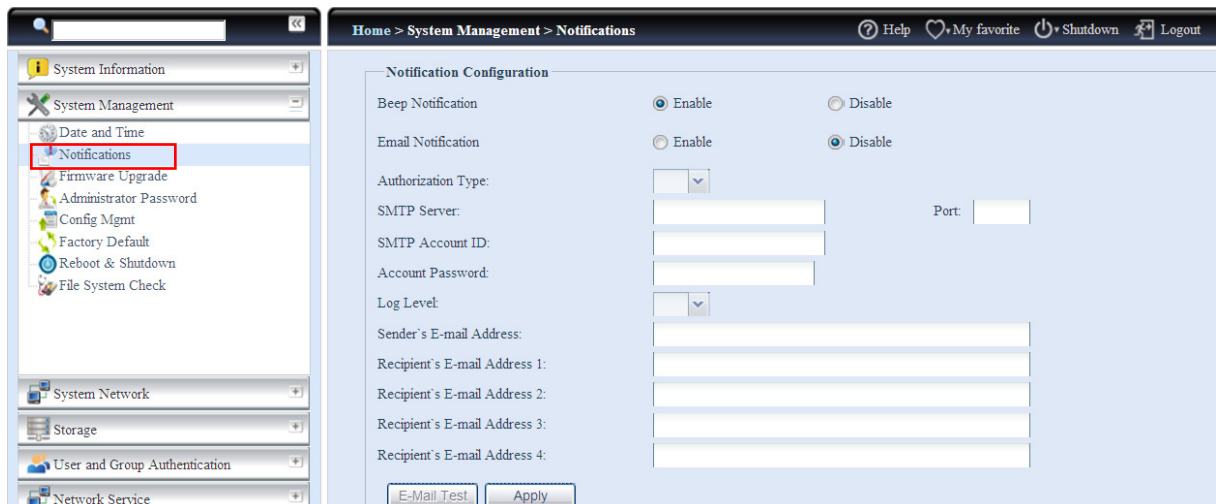 Home > System Management > Notifications
Help
My favorite
Shutdown
Logout
System Information
System Management
Date and Time
Notifications
Firmware Upgrade
Administrator Password
Config Mgmt
Factory Default
Reboot & Shutdown
File System Check
System Network
Storage
User and Group Authentication
Network Service
Notification Configuration
Beep Notification Enable Disable
Email Notification Enable Disable
Authorization Type:
SMTP Server: Port:
SMTP Account ID:
Account Password:
Log Level:
Sender`s E-mail Address:
Recipient`s E-mail Address 1:
Recipient`s E-mail Address 2:
Recipient`s E-mail Address 3:
Recipient`s E-mail Address 4:
E-Mail Test Apply